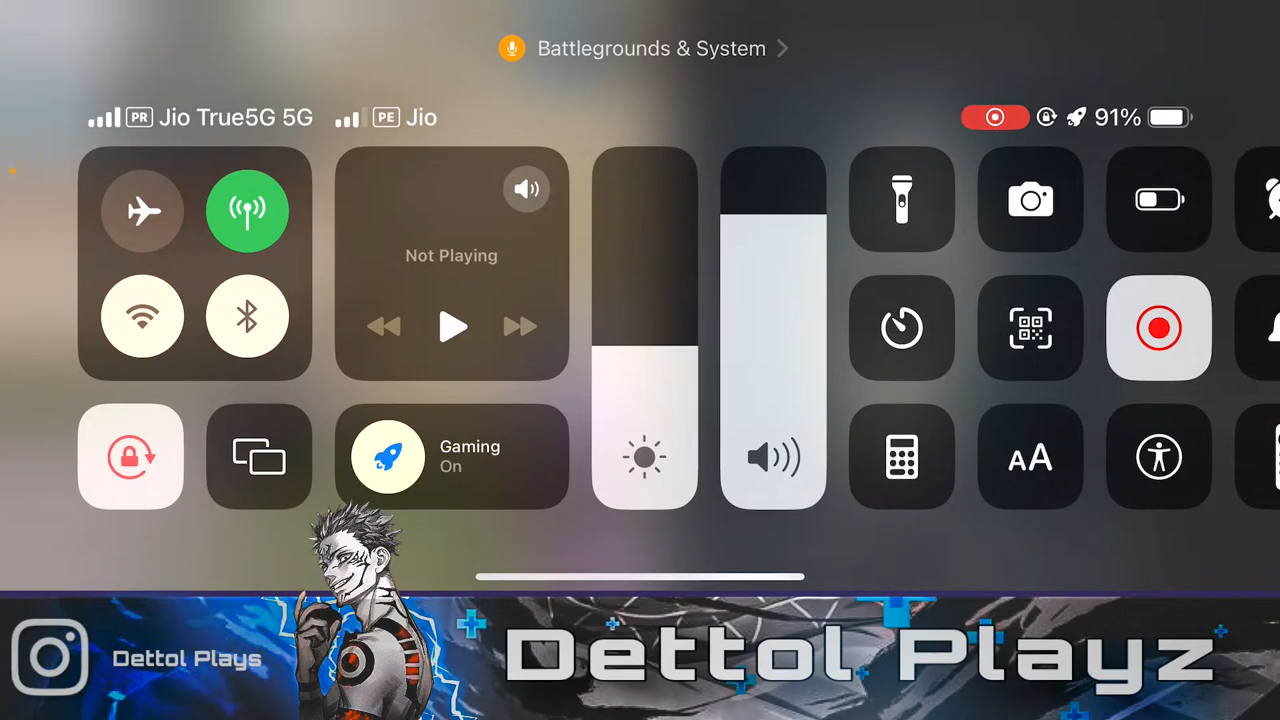 Battlegrounds & System
PR Jio True5G 5G PE Jio 91%
Not Playing
Gaming
On
AA
Dettol Plays
Dettol Playz